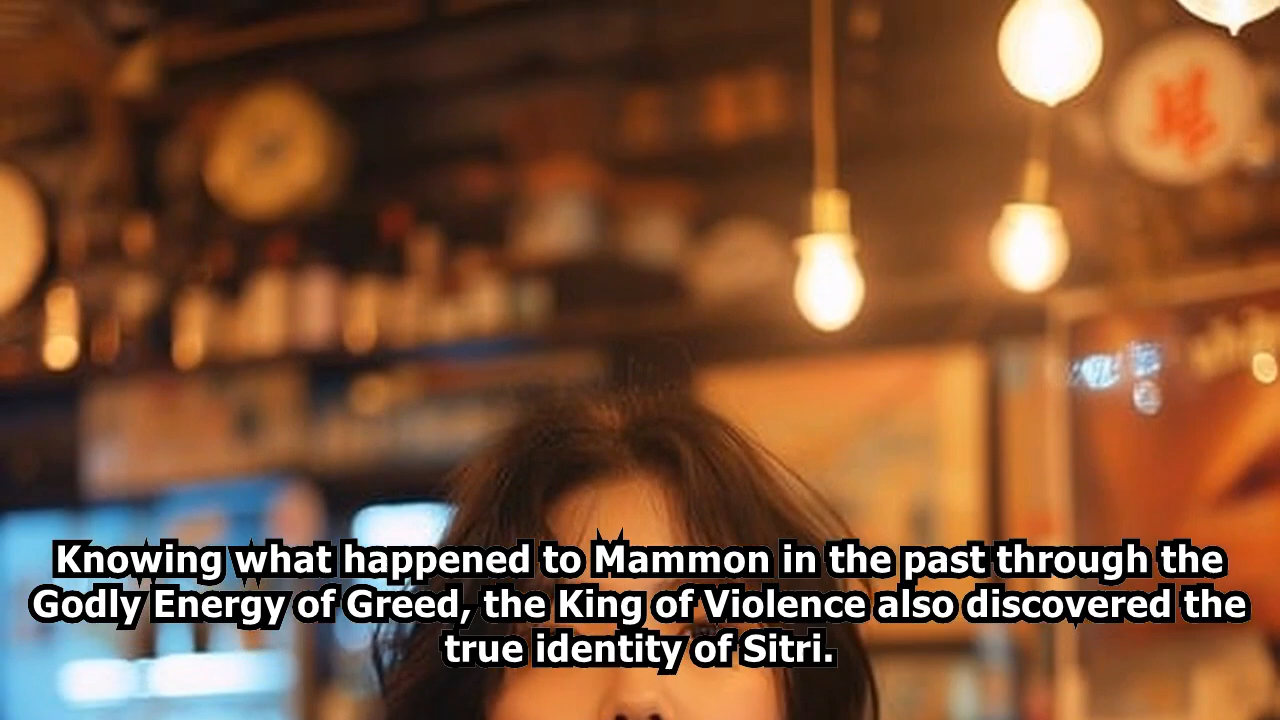 Knowing what happened to Mammon in the past through the
Godly Energy of Greed, the King of Violence also discovered the
true identity of Sitri.